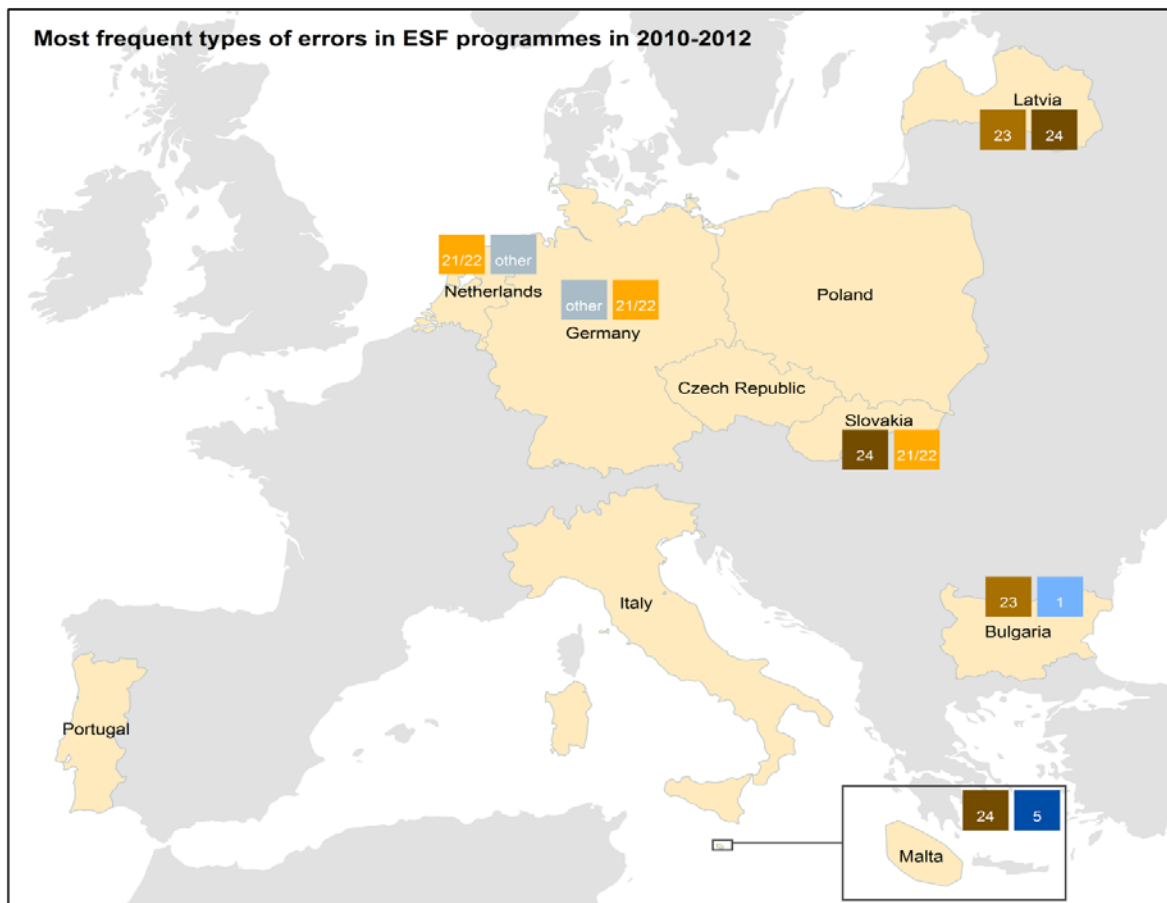 Most frequent types of errors in ESF programmes in 2010-2012
Latvia
23 24
21/22 other
Netherlands
other 21/22
Germany
Poland
Czech Republic
Slovakia
24 21/22
Italy
23 1
Bulgaria
Portugal
24 5
Malta